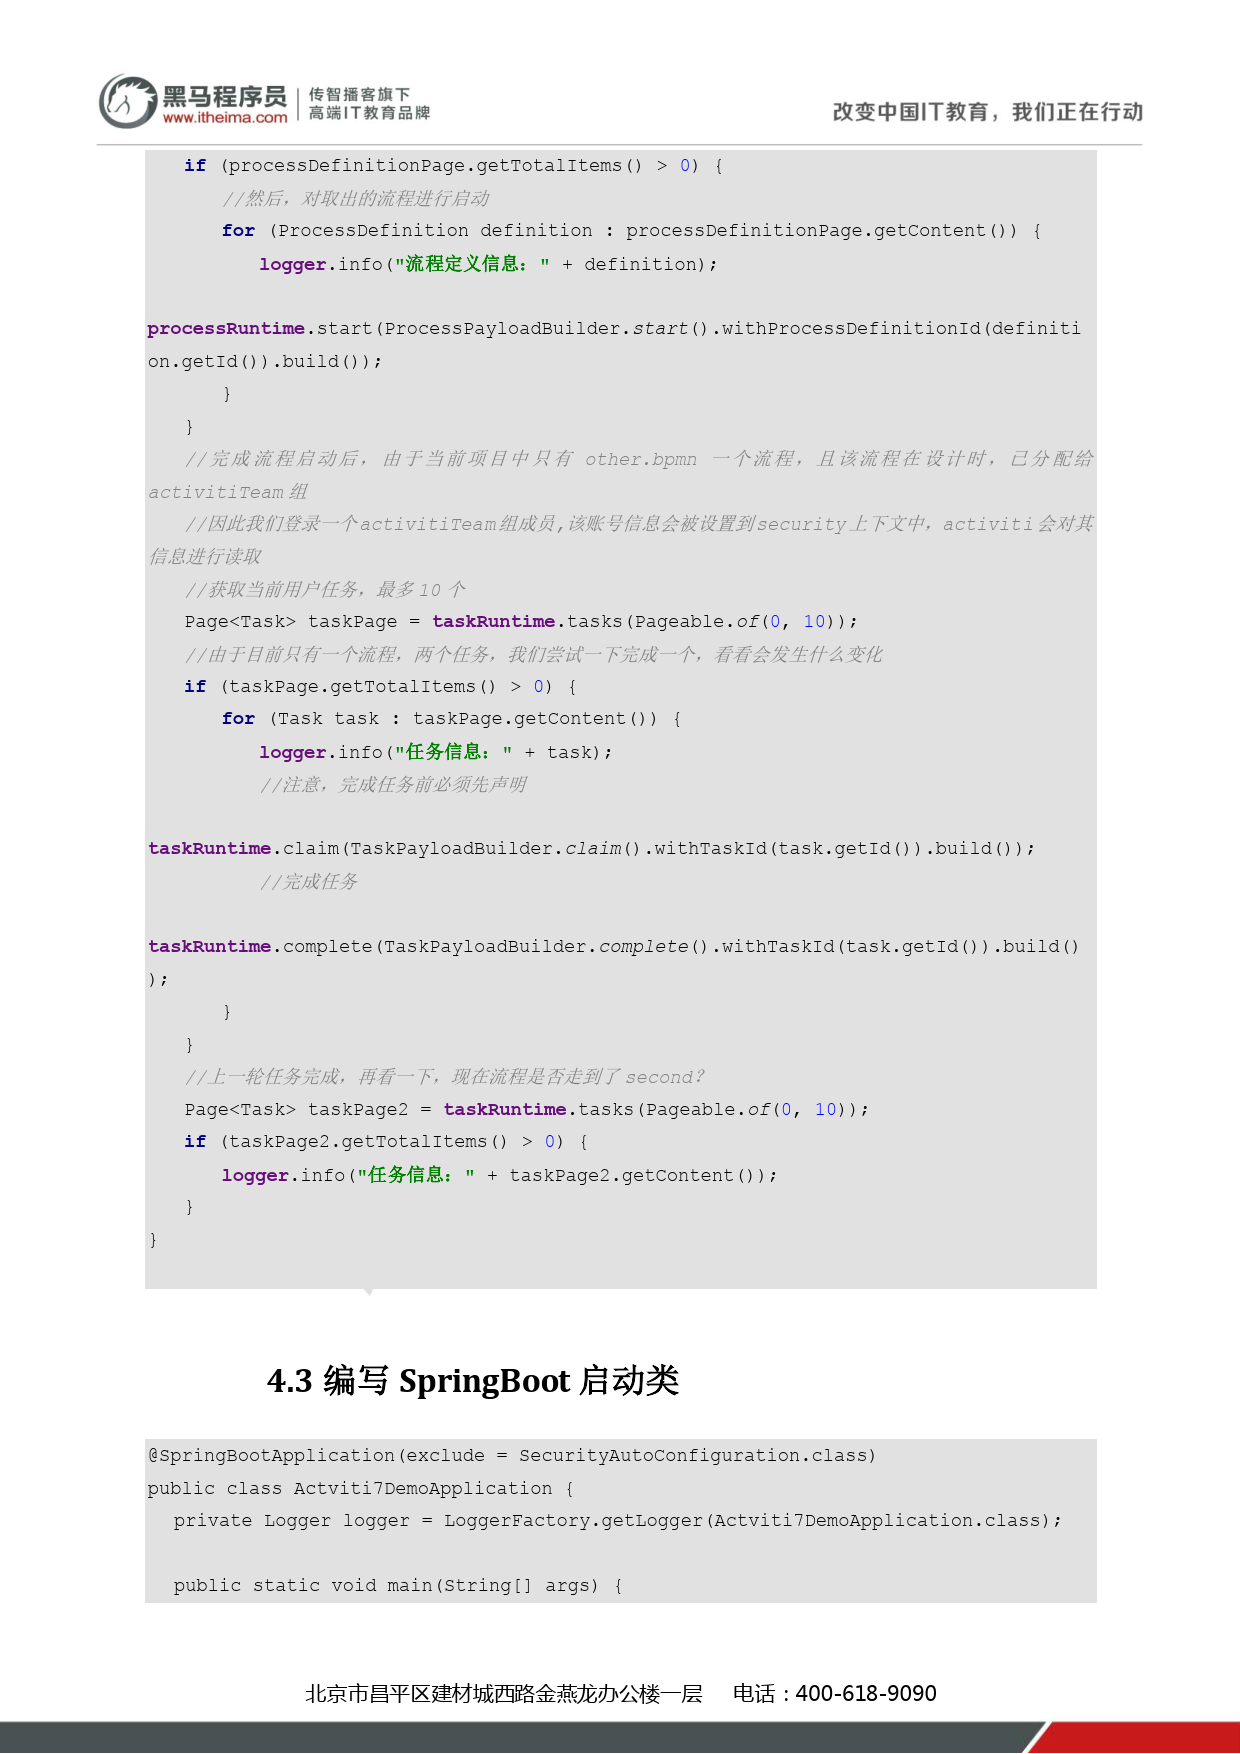 黑马程序员
www.itheima.com
传智播客旗下
高端IT教育品牌
改变中国IT教育，我们正在行动
if (processDefinitionPage.getTotalItems() > 0) {
//然后，对取出的流程进行启动
for (ProcessDefinition definition : processDefinitionPage.getContent()) {
logger.info("流程定义信息：" + definition);
processRuntime.start(ProcessPayloadBuilder.start().withProcessDefinitionId(definiti
on.getId()).build());
}
}
//完成流程启动后，由于当前项目中只有 other.bpmn 一个流程，且该流程在设计时，已分配给
activitiTeam 组
//因此我们登录一个activitiTeam组成员,该账号信息会被设置到security上下文中，activiti会对其
信息进行读取
//获取当前用户任务，最多 10 个
Page<Task> taskPage = taskRuntime.tasks(Pageable.of(0, 10));
//由于目前只有一个流程，两个任务，我们尝试一下完成一个，看看会发生什么变化
if (taskPage.getTotalItems() > 0) {
for (Task task : taskPage.getContent()) {
logger.info("任务信息：" + task);
//注意，完成任务前必须先声明
taskRuntime.claim(TaskPayloadBuilder.claim().withTaskId(task.getId()).build());
//完成任务
taskRuntime.complete(TaskPayloadBuilder.complete().withTaskId(task.getId()).build()
);
}
}
//上一轮任务完成，再看一下，现在流程是否走到了 second？
Page<Task> taskPage2 = taskRuntime.tasks(Pageable.of(0, 10));
if (taskPage2.getTotalItems() > 0) {
logger.info("任务信息：" + taskPage2.getContent());
}
}
4.3 编写 SpringBoot 启动类
@SpringBootApplication(exclude = SecurityAutoConfiguration.class)
public class Actviti7DemoApplication {
private Logger logger = LoggerFactory.getLogger(Actviti7DemoApplication.class);
public static void main(String[] args) {
北京市昌平区建材城西路金燕龙办公楼一层 电话：400-618-9090